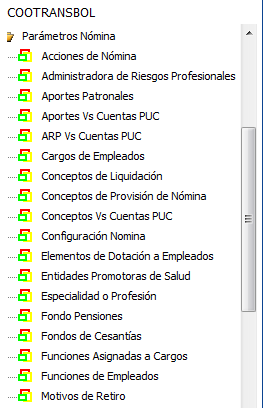 COOTRANSBOL
Parámetros Nómina
Acciones de Nómina
Administradora de Riesgos Profesionales
Aportes Patronales
Aportes Vs Cuentas PUC
ARP Vs Cuentas PUC
Cargos de Empleados
Conceptos de Liquidación
Conceptos de Provisión de Nómina
Conceptos Vs Cuentas PUC
Configuración Nomina
Elementos de Dotación a Empleados
Entidades Promotoras de Salud
Especialidad o Profesión
Fondo Pensiones
Fondos de Cesantías
Funciones Asignadas a Cargos
Funciones de Empleados
Motivos de Retiro